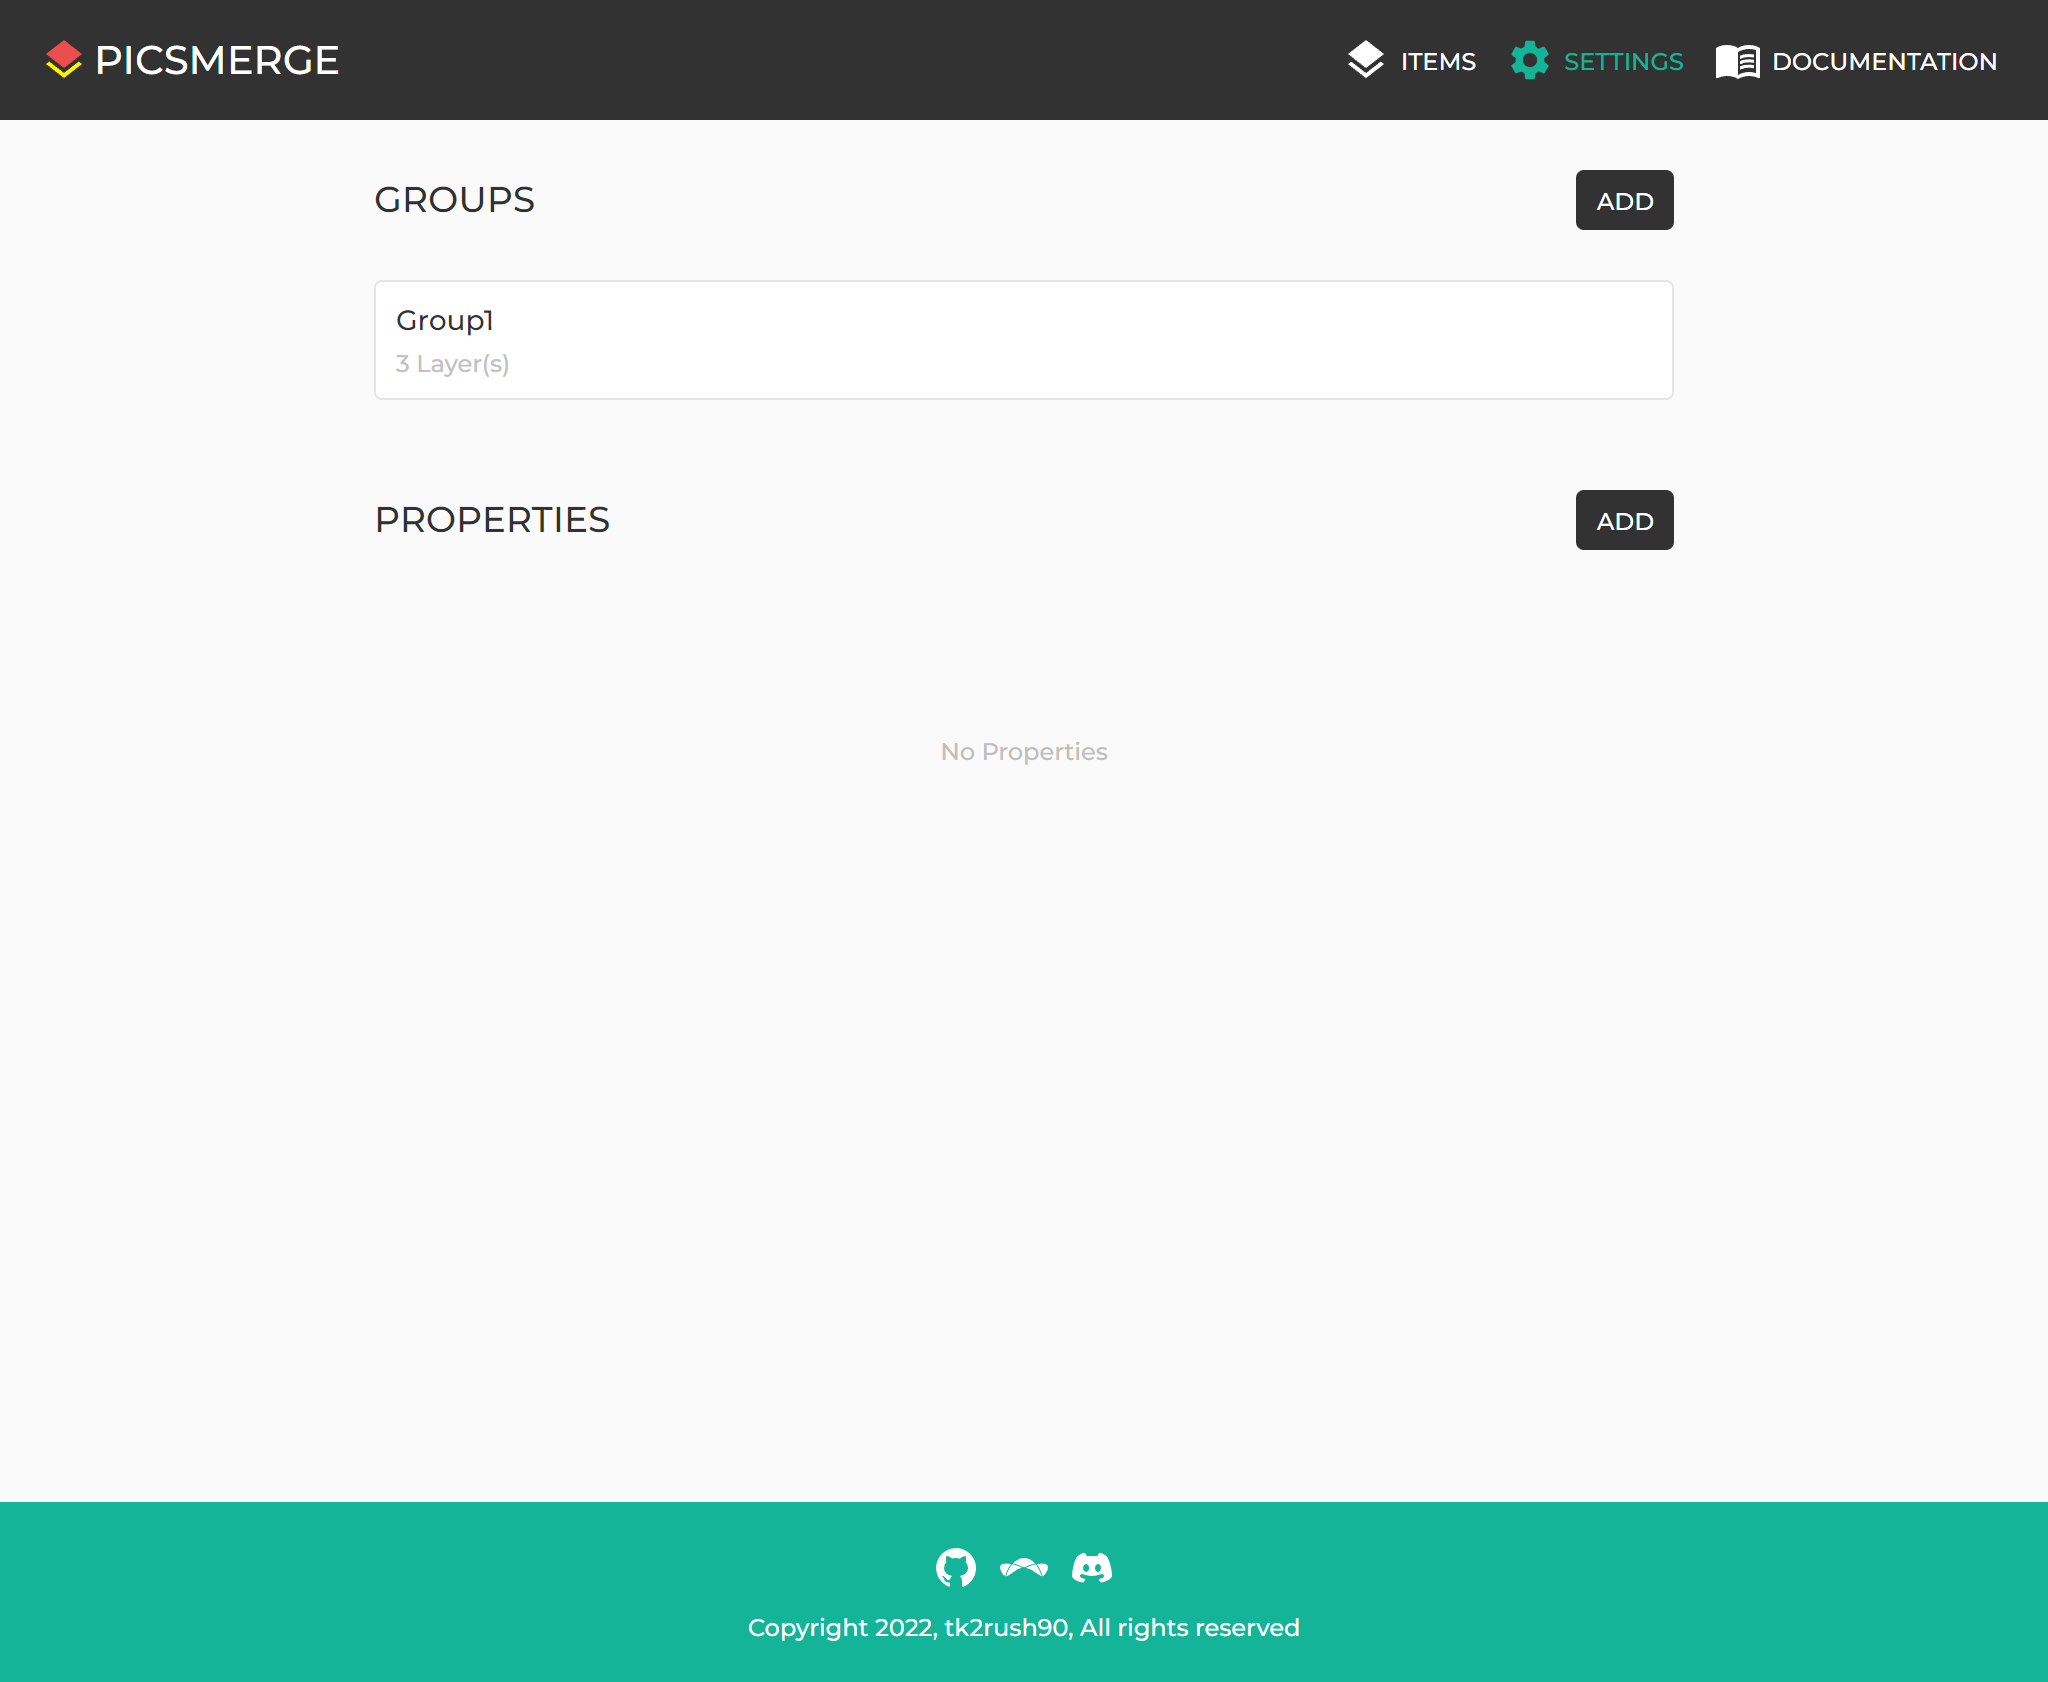 PICSMERGE
ITEMS
SETTINGS
DOCUMENTATION
GROUPS
ADD
Group1
3 Layer(s)
PROPERTIES
ADD
No Properties
Copyright 2022, tk2rush90, All rights reserved